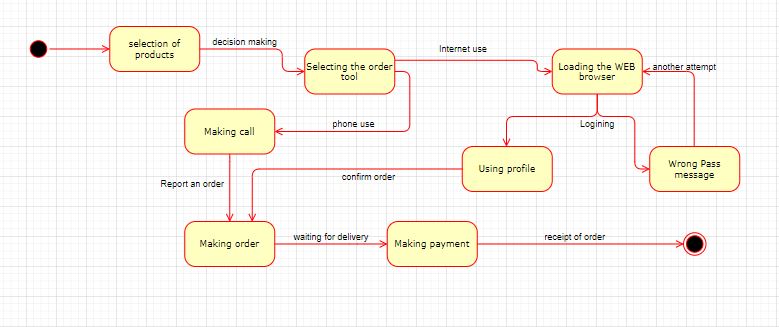 selection of
products
decision making
Selecting the order
tool
Internet use
Loading the WEB
browser
another attempt
Making call
phone use
Logining
Using profile
Wrong Pass
message
Report an order
confirm order
Making order
waiting for delivery
Making payment
receipt of order